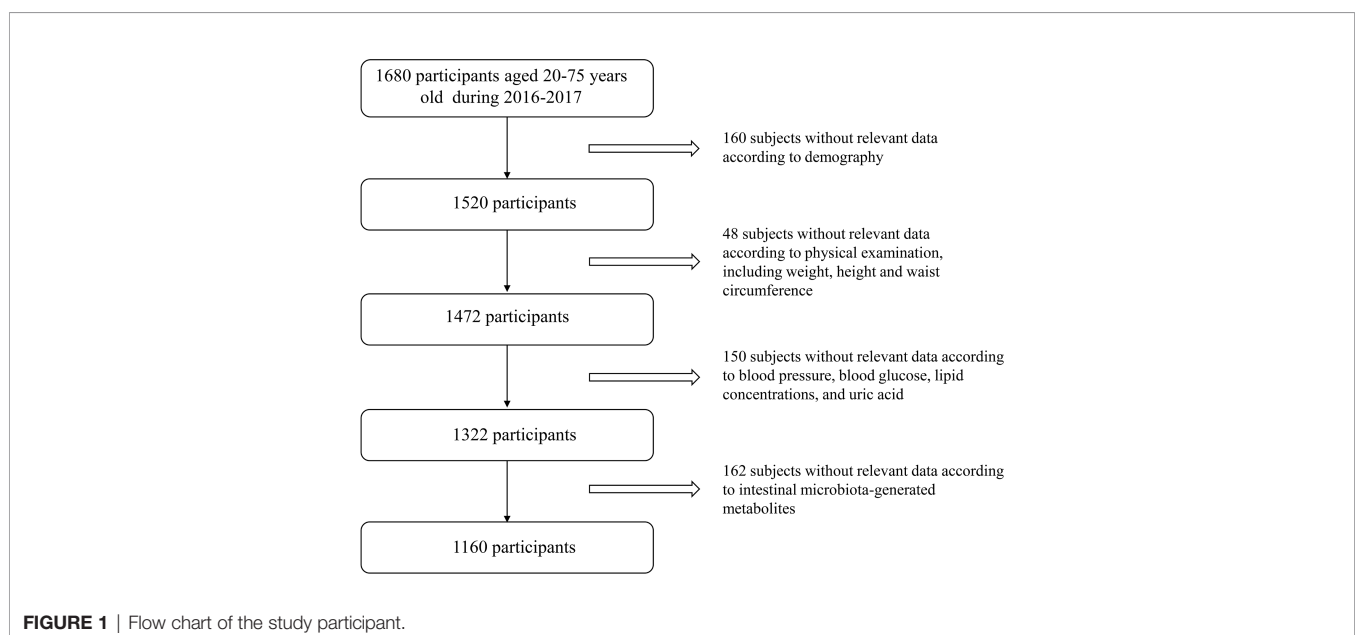 1680 participants aged 20-75 years
old during 2016-2017
160 subjects without relevant data
according to demography
1520 participants
48 subjects without relevant data
according to physical examination,
including weight, height and waist
circumference
1472 participants
150 subjects without relevant data according
to blood pressure, blood glucose, lipid
concentrations, and uric acid
1322 participants
162 subjects without relevant data according
to intestinal microbiota-generated
metabolites
1160 participants
FIGURE 1 | Flow chart of the study participant.